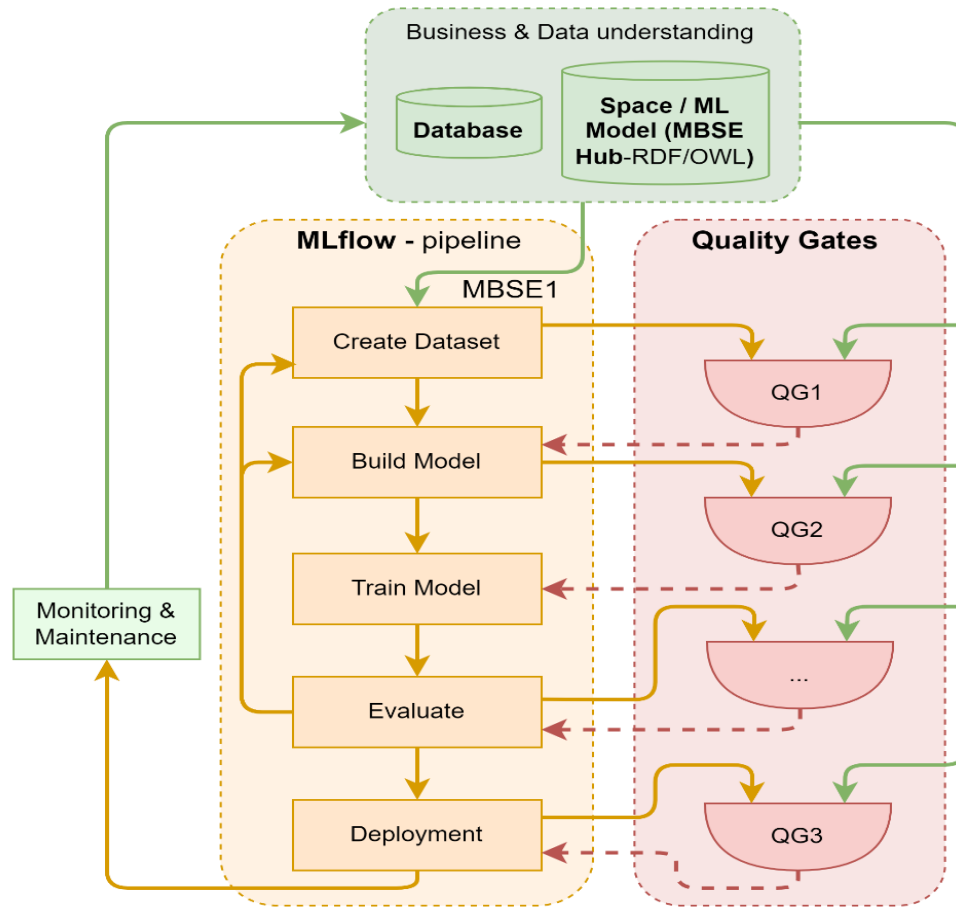 Business & Data understanding
Database
Space / ML
Model (MBSE
Hub-RDF/OWL)
MLflow - pipeline
Quality Gates
MBSE1
Create Dataset
QG1
Build Model
QG2
Train Model
Monitoring &
Maintenance
...
Evaluate
Deployment
QG3